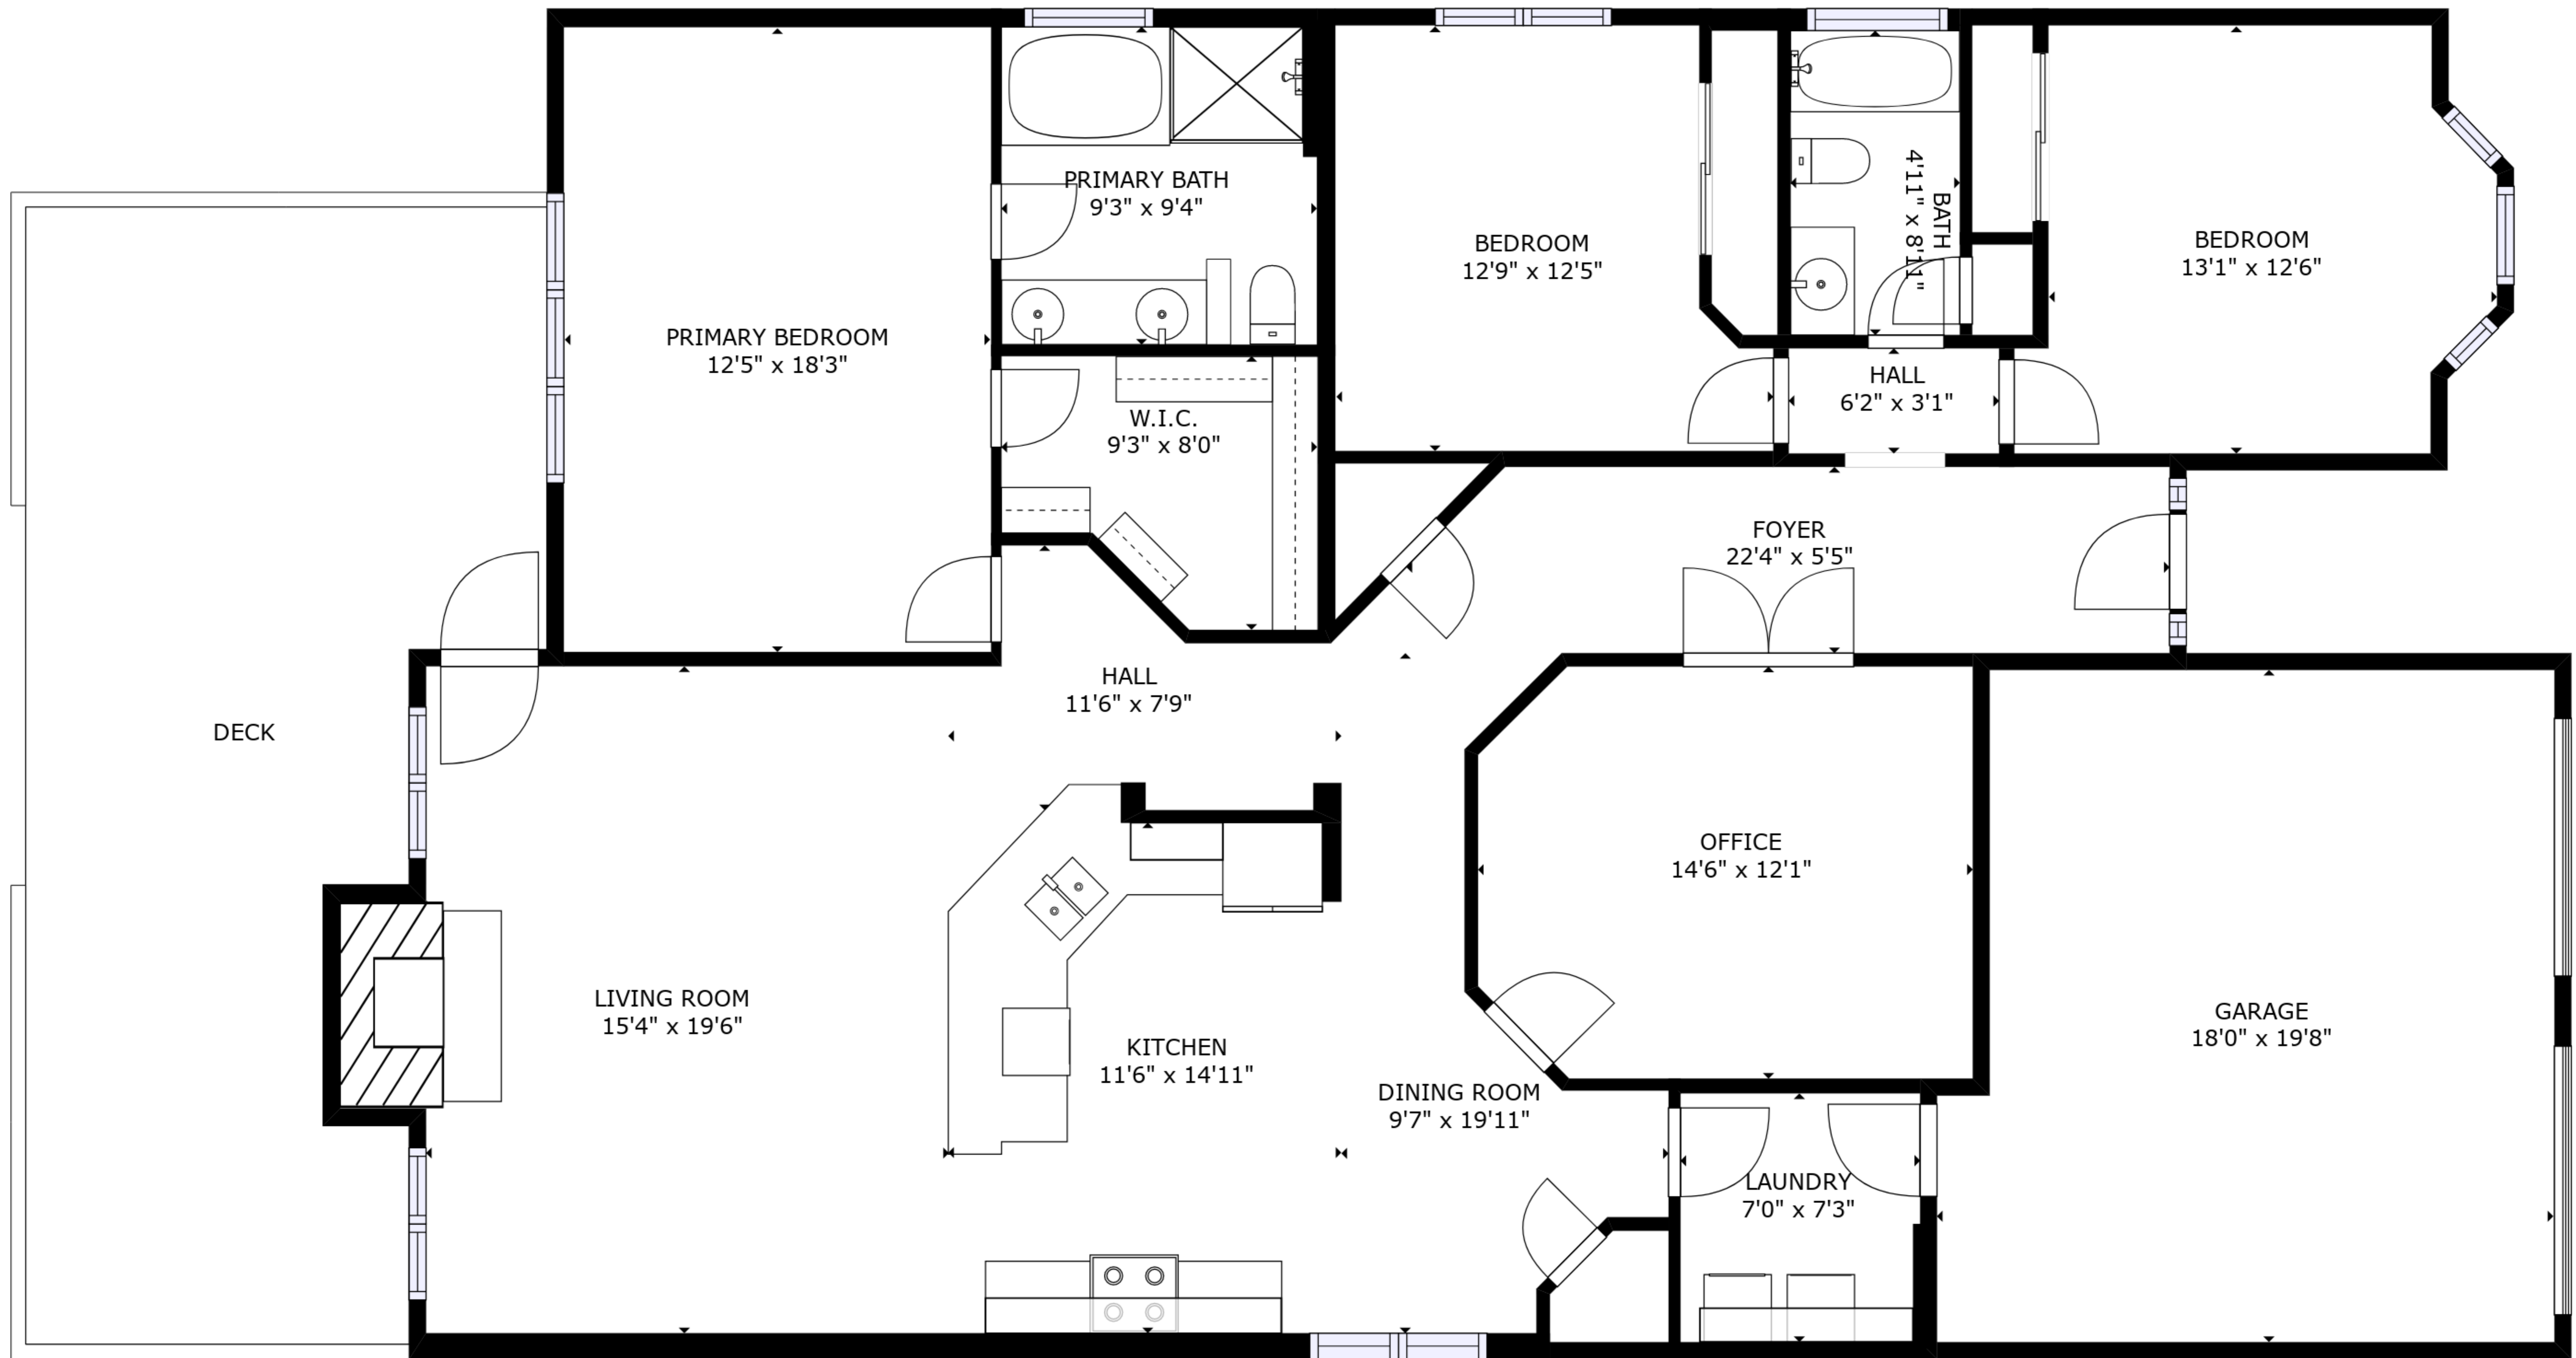 PRIMARY BATH
9'3" x 9'4"
BATH
4'11" x 8'11"
BEDROOM
12'9" x 12'5"
BEDROOM
13'1" x 12'6"
PRIMARY BEDROOM
12'5" x 18'3"
HALL
6'2" x 3'1"
W.I.C.
9'3" x 8'0"
FOYER
22'4" x 5'5"
HALL
11'6" x 7'9"
DECK
OFFICE
14'6" x 12'1"
LIVING ROOM
15'4" x 19'6"
GARAGE
18'0" x 19'8"
KITCHEN
11'6" x 14'11"
DINING ROOM
9'7" x 19'11"
LAUNDRY
7'0" x 7'3"